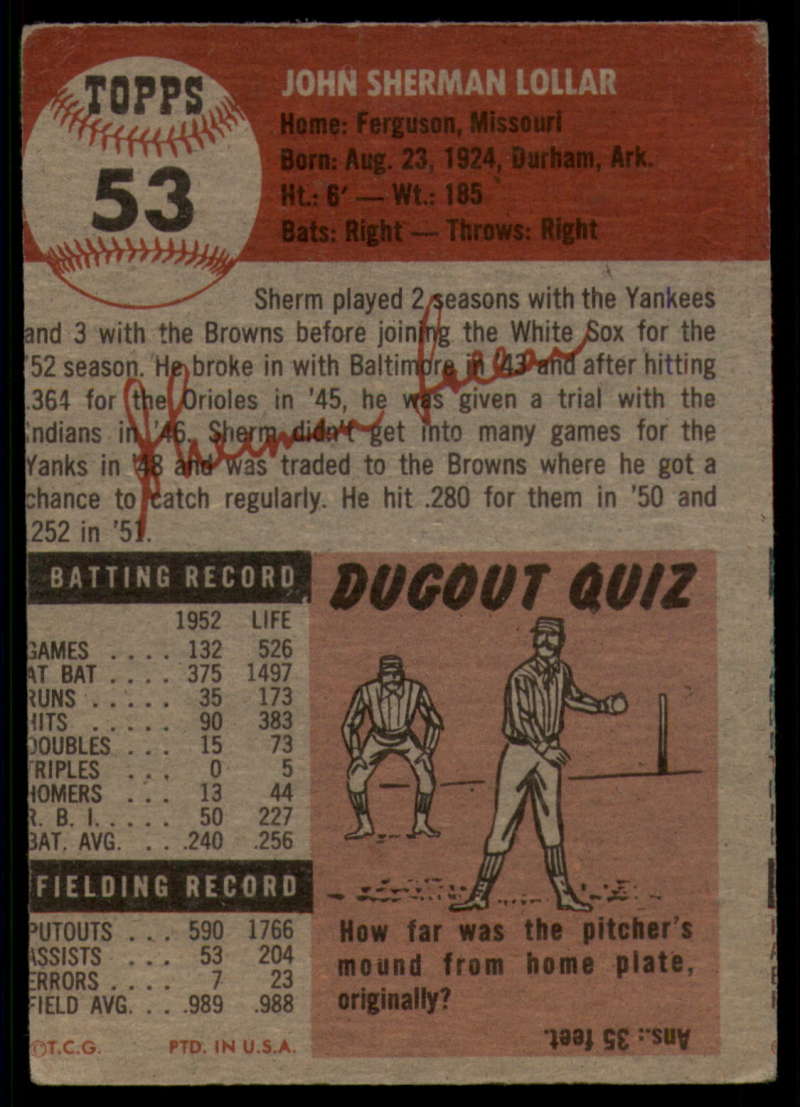 TOPPS
53
JOHN SHERMAN LOLLAR
Home: Ferguson, Missouri
Born: Aug. 23, 1924, Durham, Ark.
Ht.: 6' — Wt.: 185
Bats: Right — Throws: Right
Sherm played 2 seasons with the Yankees
and 3 with the Browns before joining the White Sox for the
'52 season. He broke in with Baltimore in '43 and after hitting
.364 for the Orioles in '45, he was given a trial with the
Indians in '46. Sherm didn't get into many games for the
Yanks in '48 and was traded to the Browns where he got a
chance to catch regularly. He hit .280 for them in '50 and
.252 in '51.
Sherman Lollar
BATTING RECORD
1952 LIFE
GAMES .... 132 526
AT BAT .... 375 1497
RUNS ..... 35 173
HITS ..... 90 383
DOUBLES ... 15 73
TRIPLES ... 0 5
HOMERS ... 13 44
R. B. I. .... 50 227
BAT. AVG. .. .240 .256
FIELDING RECORD
PUTOUTS ... 590 1766
ASSISTS ... 53 204
ERRORS .... 7 23
FIELD AVG. .. .989 .988
©T.C.G. PTD. IN U.S.A.
DUGOUT QUIZ
How far was the pitcher's
mound from home plate,
originally?
Ans.: 35 feet.